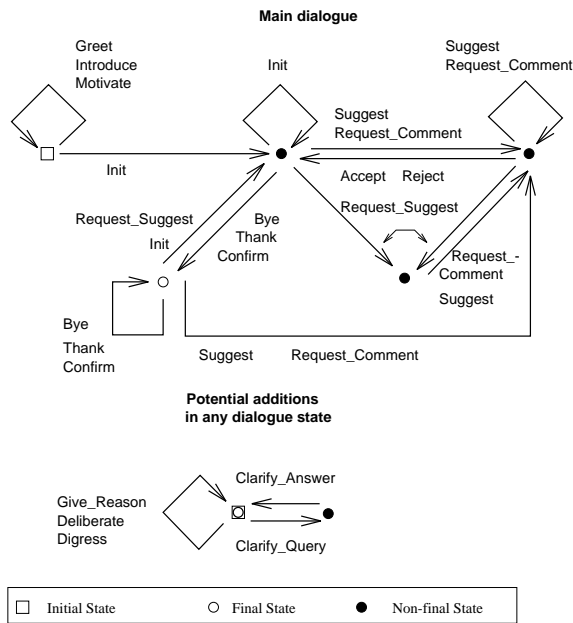 Main dialogue
Greet
Introduce
Motivate
Init
Suggest
Request_Comment
Suggest
Request_Comment
Init
Accept Reject
Request_Suggest
Request_Suggest
Init
Bye
Thank
Confirm
Request_-
Comment
Suggest
Bye
Thank
Confirm
Suggest Request_Comment
Potential additions
in any dialogue state
Clarify_Answer
Give_Reason
Deliberate
Digress
Clarify_Query
Initial State Final State Non-final State